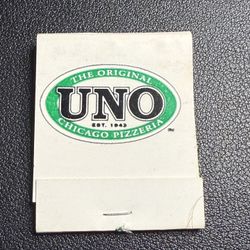 THE ORIGINAL
UNO
EST. 1943
CHICAGO PIZZERIA